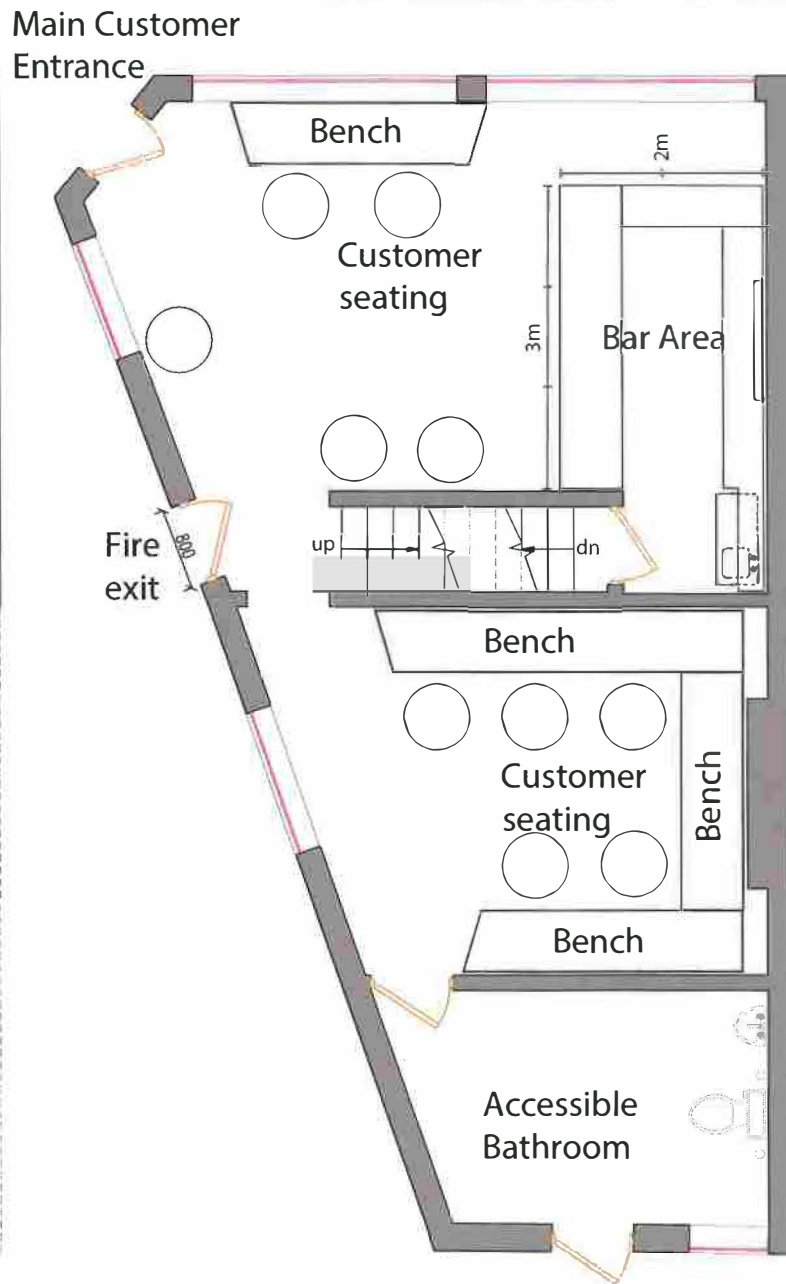 Main Customer
Entrance
Bench
2m
Customer
seating
3m
Bar Area
Fire
exit
800
up
dn
Bench
Customer
seating
Bench
Bench
Accessible
Bathroom